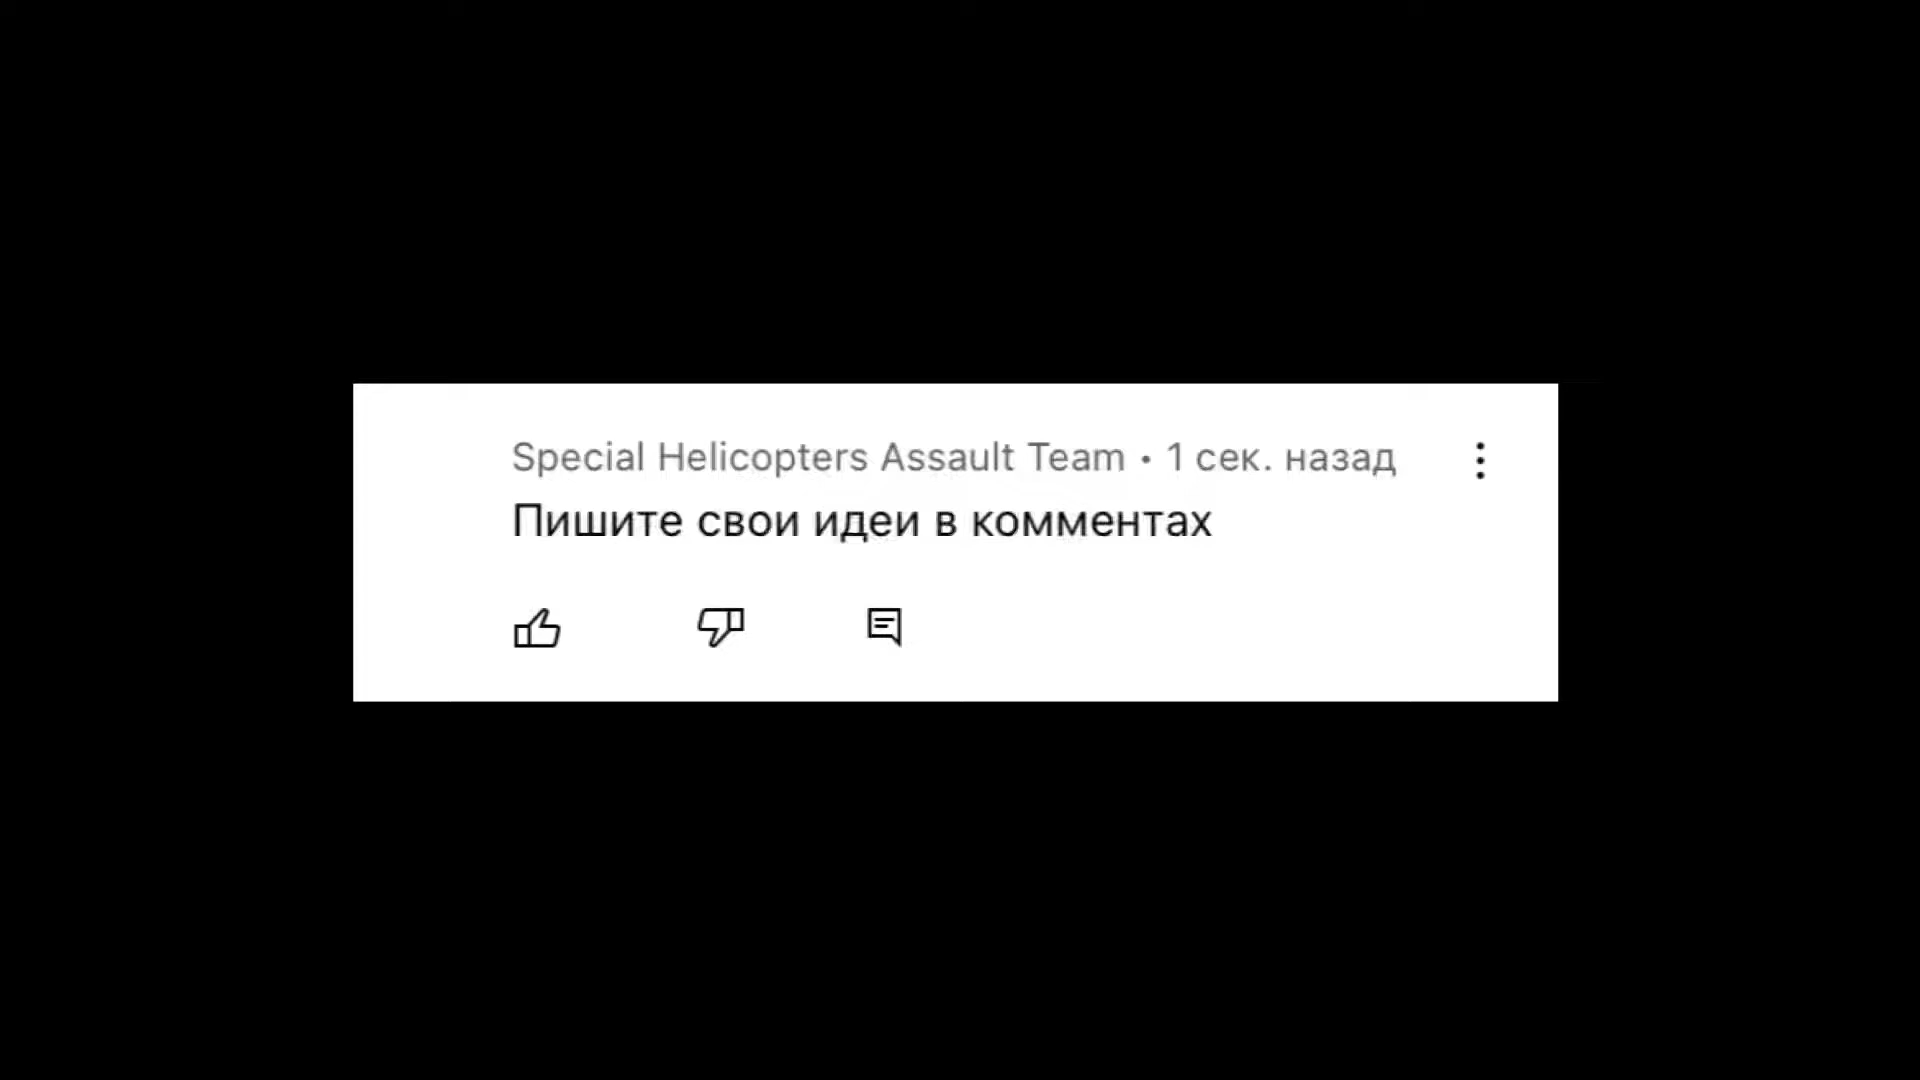 Special Helicopters Assault Team • 1 сек. назад
Пишите свои идеи в комментах